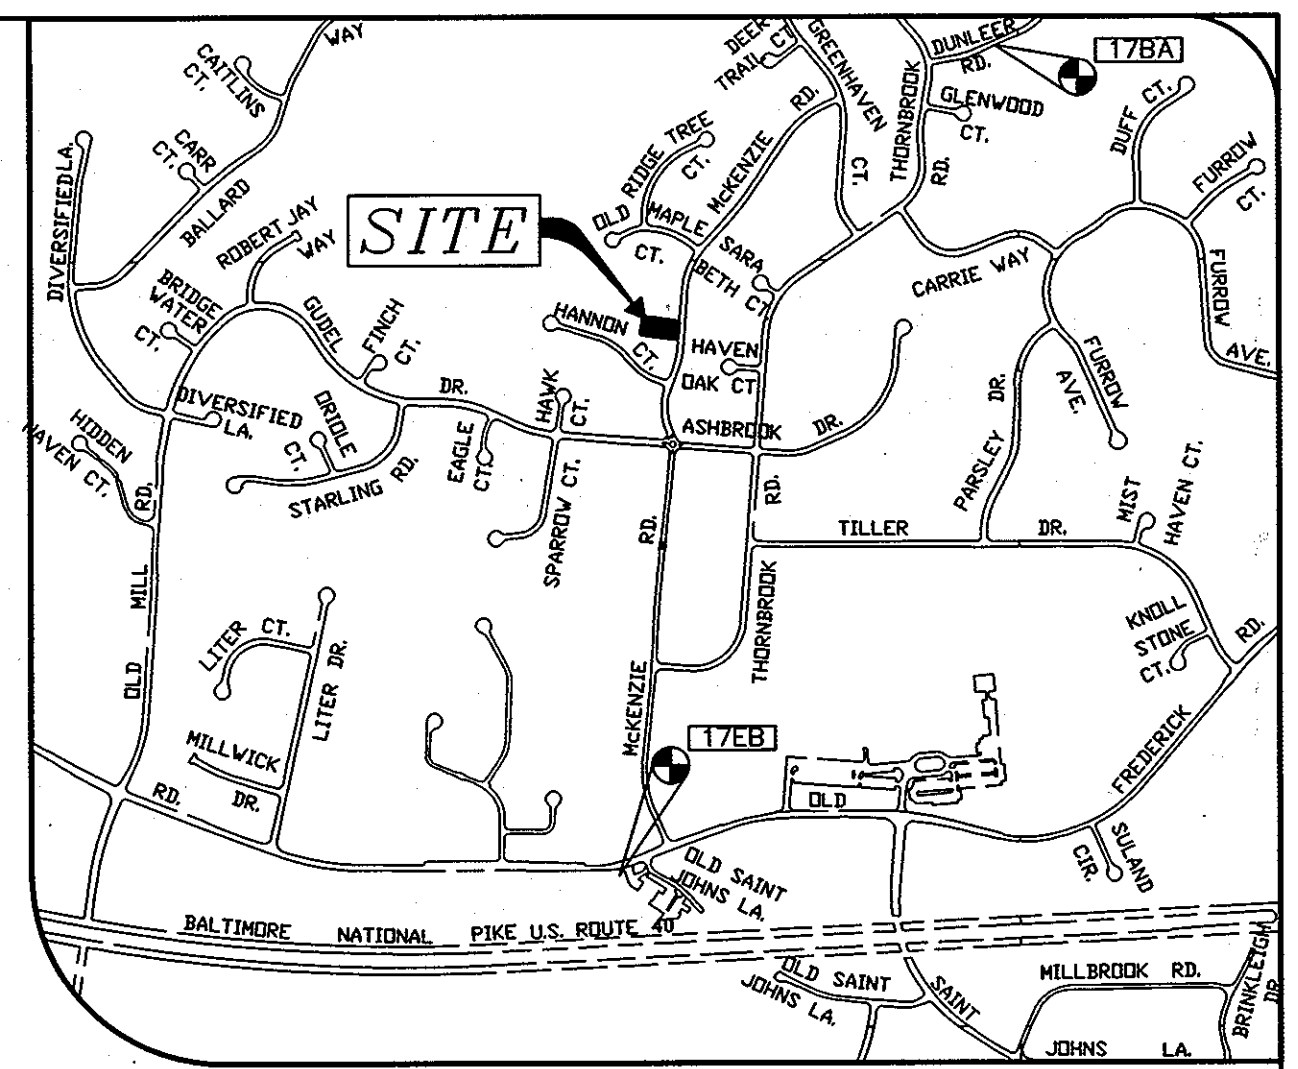 WAY
CAITLINS
CT.
DEER
TRAIL CT
GREENHAVEN
CT.
DUNLEER
RD.
17BA
THORNBROOK
RD.
GLENWOOD
CT.
DUFF CT.
FURROW
CT.
FURROW
AVE.
DIVERSIFIED LA.
CARR
CT.
BALLARD
ROBERT JAY
WAY
SITE
OLD
RIDGE TREE
CT.
MAPLE
CT.
McKENZIE
RD.
SARA
BETH CT
CARRIE WAY
BRIDGE
WATER
CT.
GUDEL
DR.
FINCH
CT.
HANNON
CT.
HAVEN
OAK CT
ASHBROOK
DR.
FURROW
AVE.
PARSLEY
DR.
DIVERSIFIED
LA.
ORIOLE
CT.
HAWK
CT.
EAGLE
CT.
STARLING RD.
SPARROW CT.
HIDDEN
HAVEN CT.
OLD
MILL
RD.
RD.
RD.
TILLER
DR.
MIST
HAVEN CT.
THORNBROOK
KNOLL
STONE
CT.
RD.
LITER CT.
LITER DR.
MILLWICK
DR.
RD.
McKENZIE
17EB
OLD
FREDERICK
SULAND
CIR.
OLD SAINT
JOHNS LA.
BALTIMORE
NATIONAL
PIKE U.S. ROUTE 40
OLD SAINT
JOHNS LA.
SAINT
MILLBROOK RD.
BRINKLEIGH
DR.
JOHNS
LA.